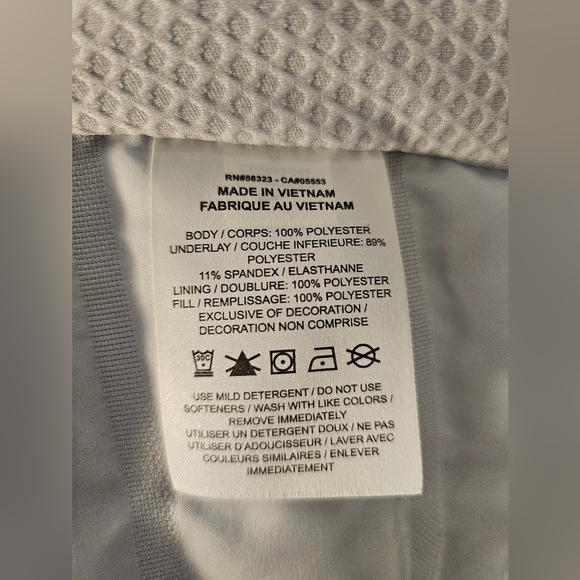 RN#56323 - CA#05553
MADE IN VIETNAM
FABRIQUE AU VIETNAM
BODY / CORPS: 100% POLYESTER
UNDERLAY / COUCHE INFERIEURE: 89%
POLYESTER
11% SPANDEX / ELASTHANNE
LINING / DOUBLURE: 100% POLYESTER
FILL / REMPLISSAGE: 100% POLYESTER
EXCLUSIVE OF DECORATION /
DECORATION NON COMPRISE
30C
USE MILD DETERGENT / DO NOT USE
SOFTENERS / WASH WITH LIKE COLORS /
REMOVE IMMEDIATELY
UTILISER UN DETERGENT DOUX / NE PAS
UTILISER D'ADOUCISSEUR / LAVER AVEC
COULEURS SIMILAIRES / ENLEVER
IMMEDIATEMENT